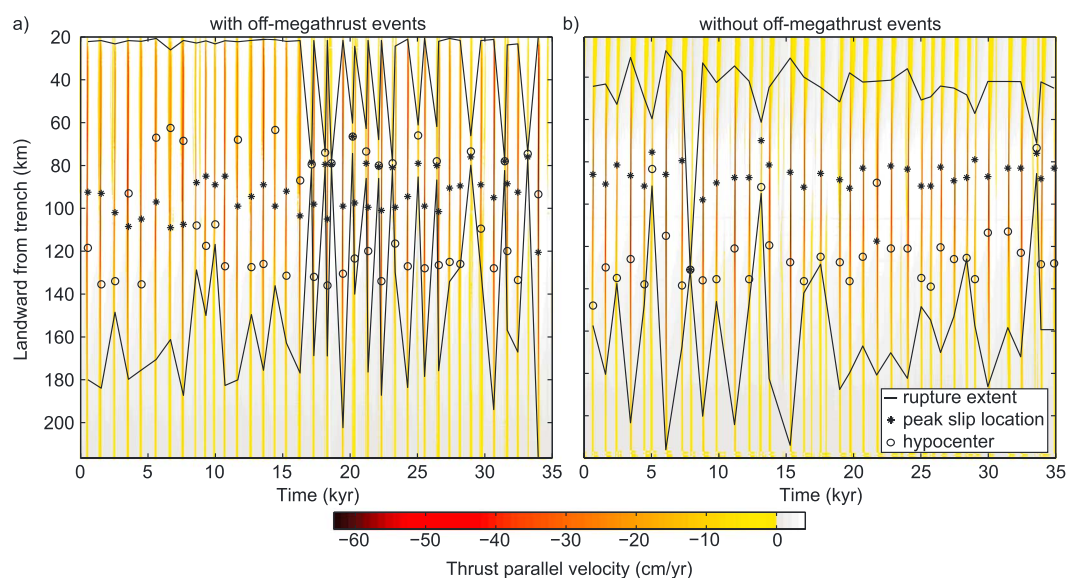 a) with off-megathrust events
b) without off-megathrust events
Landward from trench (km)
20
40
60
80
100
120
140
160
180
200
0 5 10 15 20 25 30 35
Time (kyr)
0 5 10 15 20 25 30 35
Time (kyr)
rupture extent
peak slip location
hypocenter
−60 −50 −40 −30 −20 −10 0
Thrust parallel velocity (cm/yr)